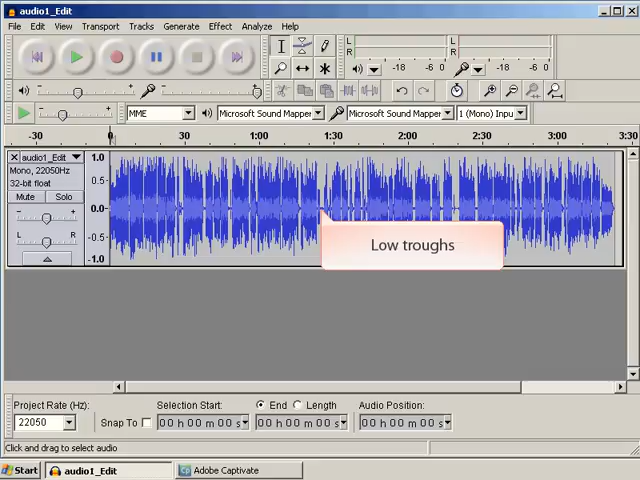 audio1_Edit
File Edit View Transport Tracks Generate Effect Analyze Help
L
R
-18 -6 0
L
R
-18 -6 0
MME
Microsoft Sound Mapper
Microsoft Sound Mapper
1 (Mono) Inpu
-30 0 30 1:00 1:30 2:00 2:30 3:00 3:30
audio1_Edit
Mono, 22050Hz
32-bit float
Mute Solo
- +
L R
1.0
0.5
0.0
-0.5
-1.0
Low troughs
Project Rate (Hz):
22050
Snap To
Selection Start:
00 h 00 m 00 s
End Length
00 h 00 m 00 s
Audio Position:
00 h 00 m 00 s
Click and drag to select audio
Start
audio1_Edit
Adobe Captivate